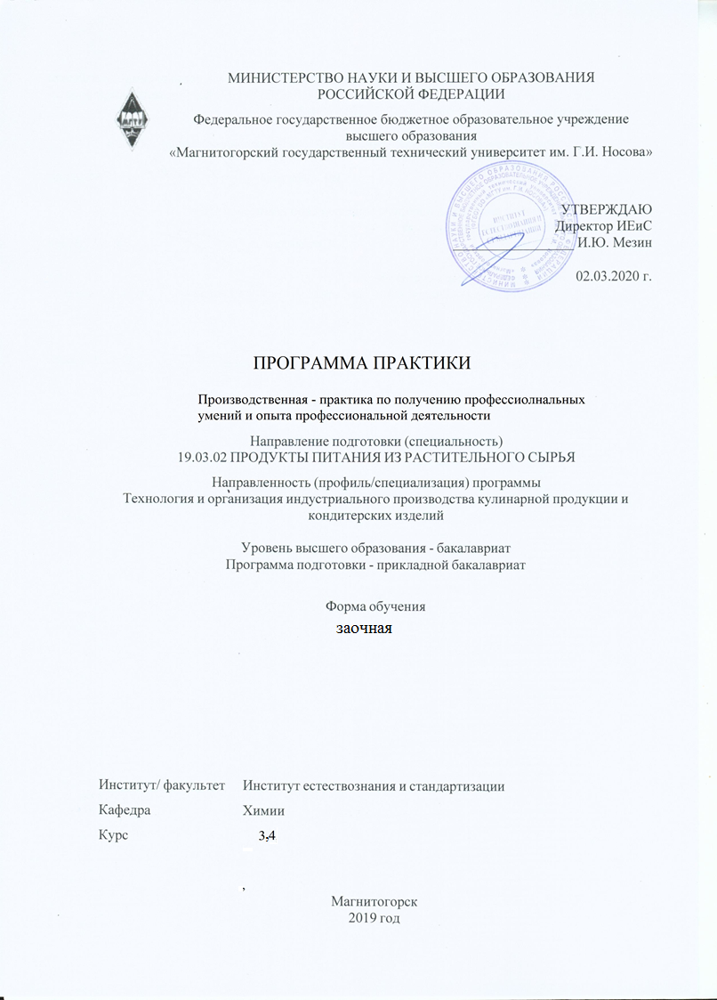 МИНИСТЕРСТВО НАУКИ И ВЫСШЕГО ОБРАЗОВАНИЯ
РОССИЙСКОЙ ФЕДЕРАЦИИ
Федеральное государственное бюджетное образовательное учреждение
высшего образования
«Магнитогорский государственный технический университет им. Г.И. Носова»
УТВЕРЖДАЮ
Директор ИЕиС
И.Ю. Мезин
ИНСТИТУТ
ЕСТЕСТВОЗНАНИЯ И
02.03.2020 г.
ПРОГРАММА ПРАКТИКИ
Производственная - практика по получению профессиолнальных
умений и опыта профессиональной деятельности
Направление подготовки (специальность)
19.03.02 ПРОДУКТЫ ПИТАНИЯ ИЗ РАСТИТЕЛЬНОГО СЫРЬЯ
Направленность (профиль/специализация) программы
Технология и организация индустриального производства кулинарной продукции и
кондитерских изделий
Уровень высшего образования - бакалавриат
Программа подготовки - прикладной бакалавриат
Форма обучения
заочная
Институт/ факультет Институт естествознания и стандартизации
Кафедра Химии
Курс 3,4
Магнитогорск
2019 год